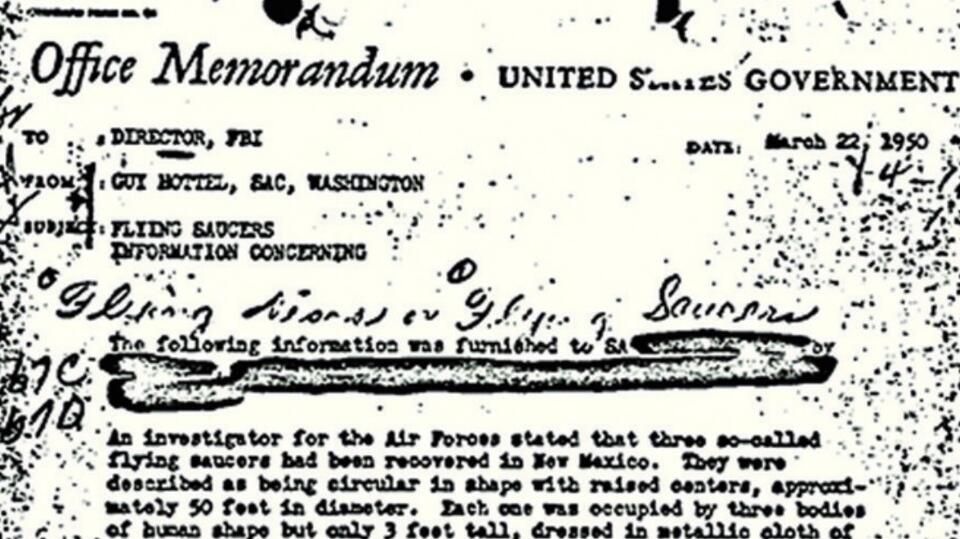 Office Memorandum • UNITED STATES GOVERNMENT
TO : DIRECTOR, FBI DATE: March 22, 1950
FROM : GUY HOTTEL, SAC, WASHINGTON
SUBJECT: FLYING SAUCERS
INFORMATION CONCERNING
Flying Discs or Flying Saucers
The following information was furnished to SA by
b7C
b7D
An investigator for the Air Forces stated that three so-called
flying saucers had been recovered in New Mexico. They were
described as being circular in shape with raised centers, approxi-
mately 50 feet in diameter. Each one was occupied by three bodies
of human shape but only 3 feet tall, dressed in metallic cloth of